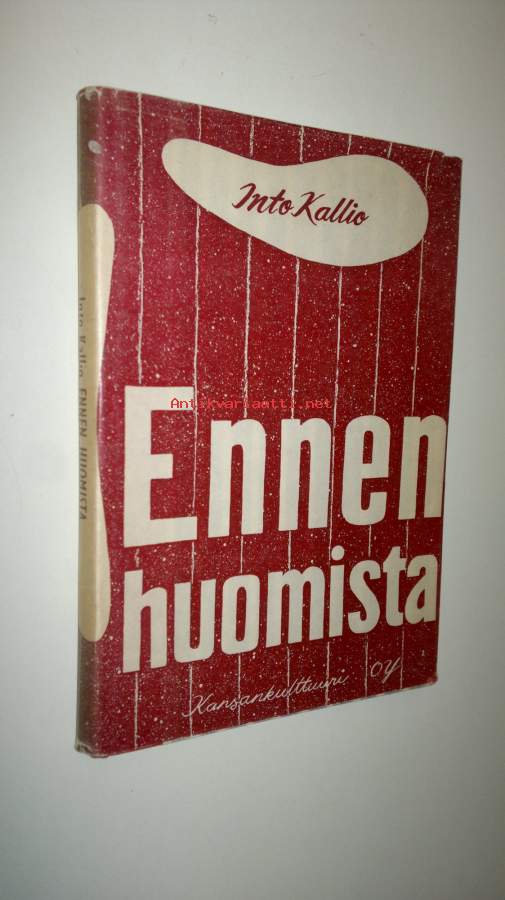 Into Kallio
Ennen
huomista
Kansankulttuuri OY
Into Kallio ENNEN HUOMISTA
Antikvariaatti.net